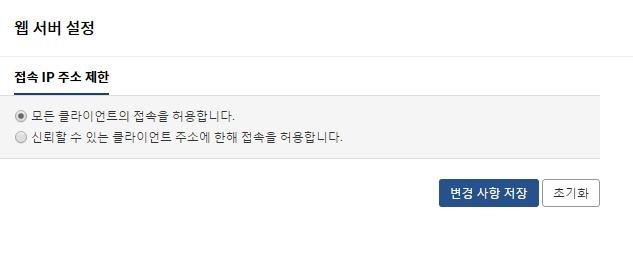 웹 서버 설정
접속 IP 주소 제한
모든 클라이언트의 접속을 허용합니다.
신뢰할 수 있는 클라이언트 주소에 한해 접속을 허용합니다.
변경 사항 저장 초기화